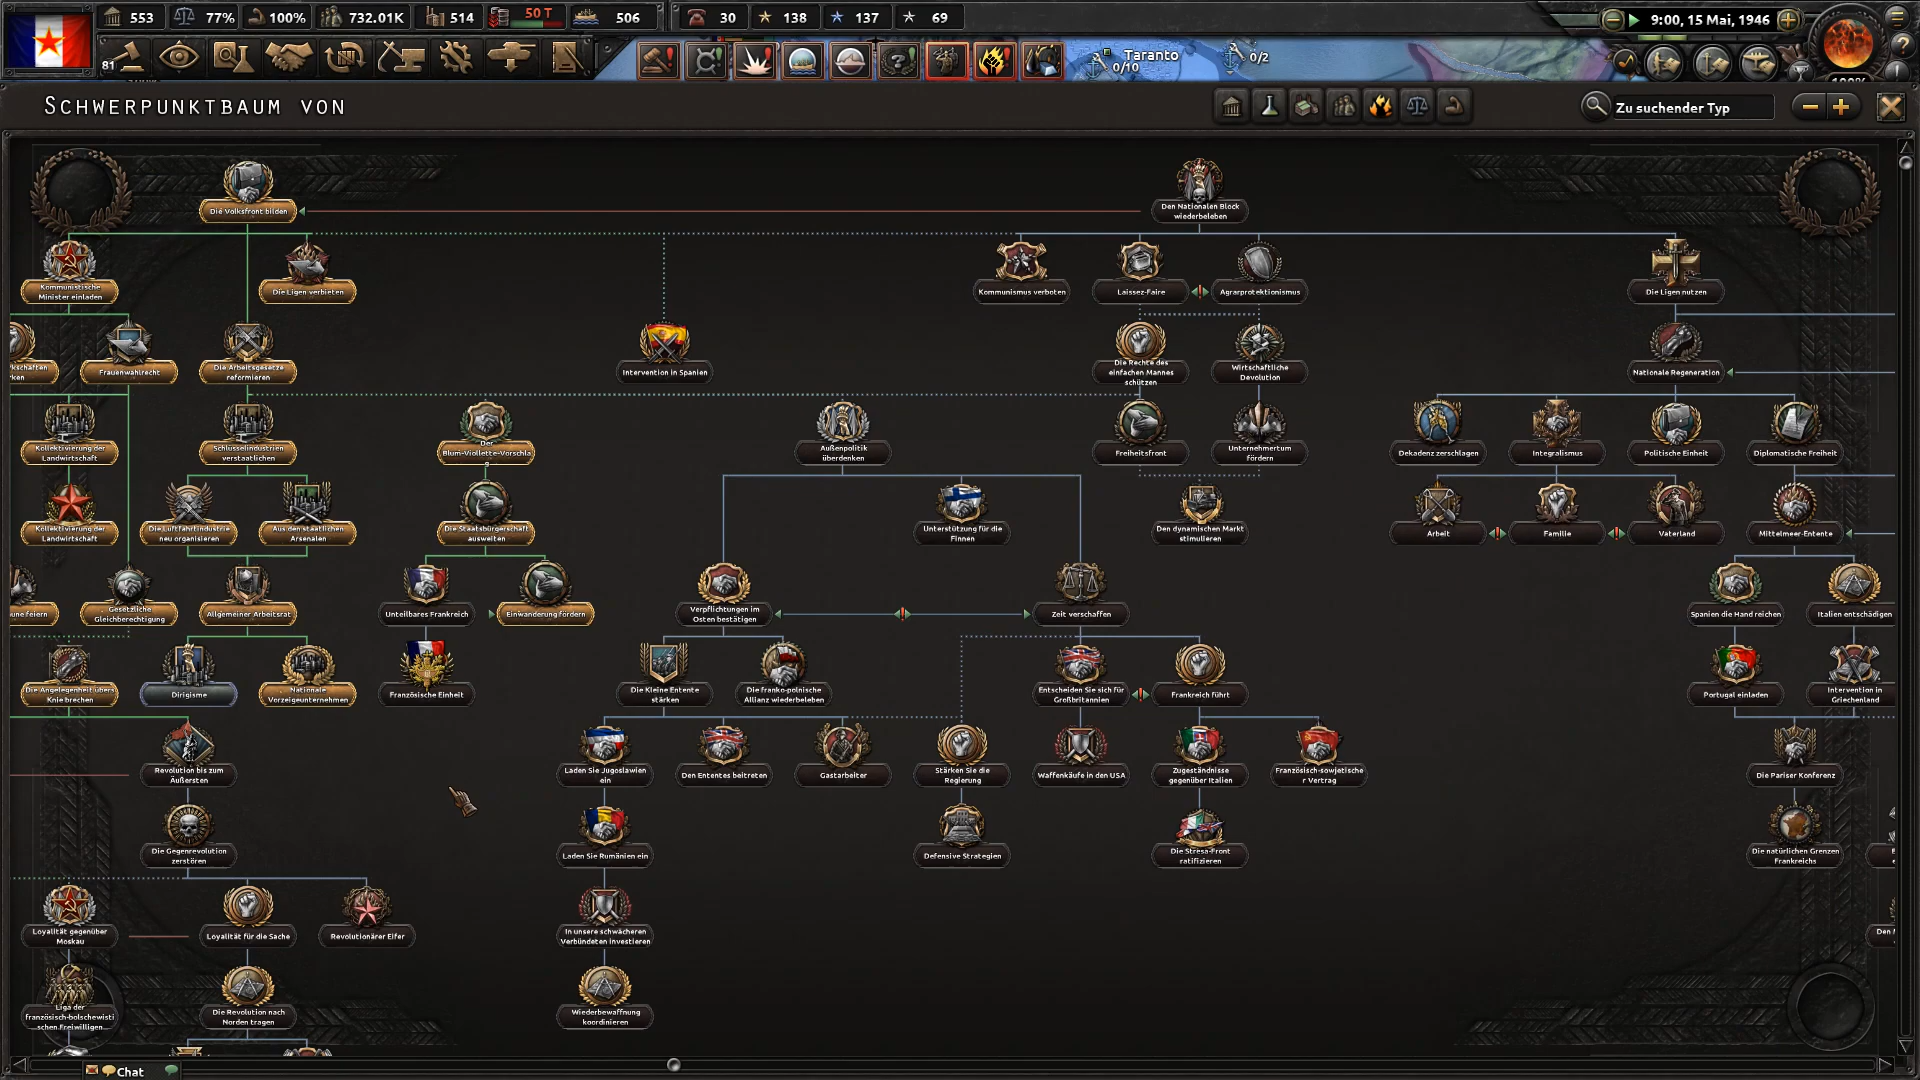 553
77%
100%
732.01K
514
50 T
506
30
138
137
69
9:00, 15 Mai, 1946
81
Taranto
0/10
0/2
100%
Schwerpunktbaum von
Zu suchender Typ
Die Volksfront bilden
Den Nationalen Block
wiederbeleben
Kommunistische
Minister einladen
Die Ligen verbieten
Kommunismus verboten
Laissez-Faire
Agrarprotektionismus
Die Ligen nutzen
kschaften
ken
Frauenwahlrecht
Die Arbeitsgesetze
reformieren
Intervention in Spanien
Die Rechte des
einfachen Mannes
schützen
Wirtschaftliche
Devolution
Nationale Regeneration
Kollektivierung der
Landwirtschaft
Schlüsselindustrien
verstaatlichen
Der
Blum-Viollette-Vorschla
g
Außenpolitik
überdenken
Freiheitsfront
Unternehmertum
fördern
Dekadenz zerschlagen
Integralismus
Politische Einheit
Diplomatische Freiheit
Kollektivierung der
Landwirtschaft
Die Luftfahrtindustrie
neu organisieren
Aus den staatlichen
Arsenalen
Die Staatsbürgerschaft
ausweiten
Unterstützung für die
Finnen
Den dynamischen Markt
stimulieren
Arbeit
Familie
Vaterland
Mittelmeer-Entente
une feiern
Gesetzliche
Gleichberechtigung
Allgemeiner Arbeitsrat
Unteilbares Frankreich
Einwanderung fördern
Verpflichtungen im
Osten bestätigen
Zeit verschaffen
Spanien die Hand reichen
Italien entschädigen
Die Angelegenheit übers
Knie brechen
Dirigisme
Nationale
Vorzeigeunternehmen
Französische Einheit
Die Kleine Entente
stärken
Die franko-polnische
Allianz wiederbeleben
Entscheiden Sie sich für
Großbritannien
Frankreich führt
Portugal einladen
Intervention in
Griechenland
Revolution bis zum
Äußersten
Laden Sie Jugoslawien
ein
Den Ententes beitreten
Gastarbeiter
Stärken Sie die
Regierung
Waffenkäufe in den USA
Zugeständnisse
gegenüber Italien
Französisch-sowjetische
r Vertrag
Die Pariser Konferenz
Die Gegenrevolution
zerstören
Laden Sie Rumänien ein
Defensive Strategien
Die Stresa-Front
ratifizieren
Die natürlichen Grenzen
Frankreichs
Loyalität gegenüber
Moskau
Loyalität für die Sache
Revolutionärer Eifer
In unsere schwächeren
Verbündeten investieren
Liga der
französisch-bolschewisti
schen Freiwilligen
Die Revolution nach
Norden tragen
Wiederbewaffnung
koordinieren
Chat